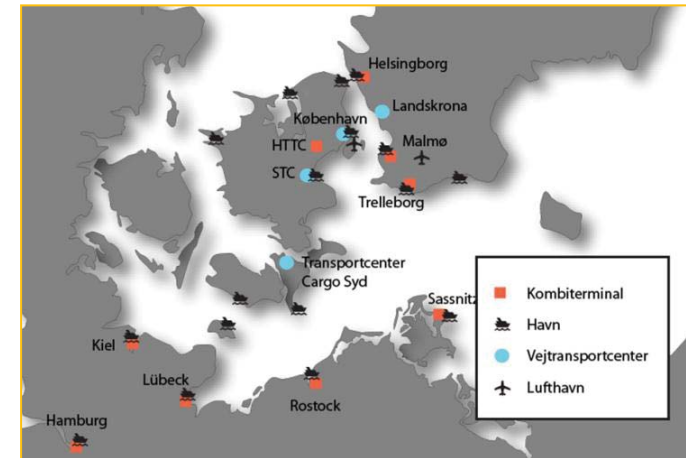 Helsingborg
Landskrona
København
HTTC
Malmø
STC
Trelleborg
Transportcenter
Cargo Syd
Sassnitz
Kiel
Lübeck
Rostock
Hamburg
Kombiterminal
Havn
Vejtransportcenter
Lufthavn